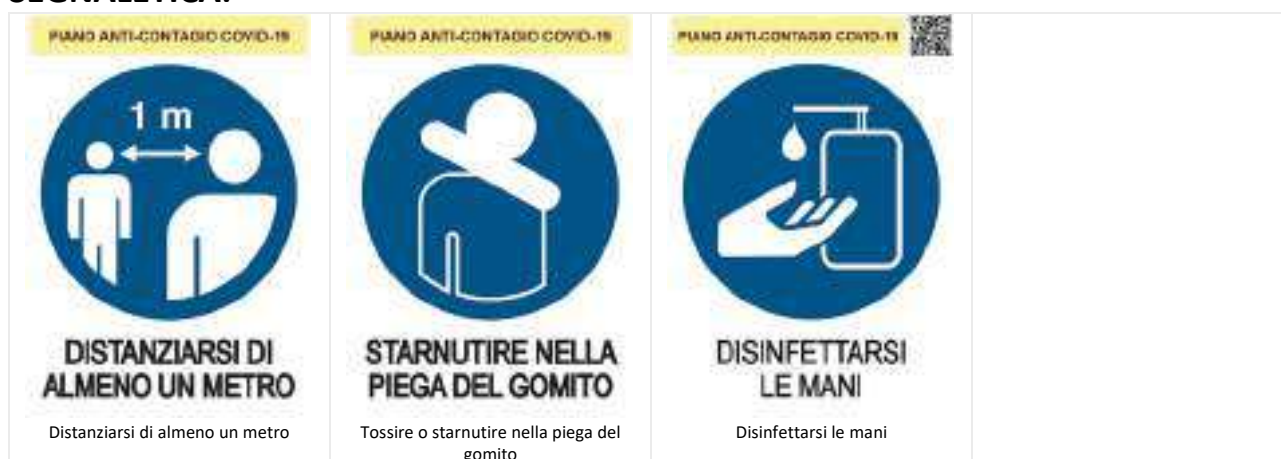 SEGNALETICA:
PIANO ANTI-CONTAGIO COVID-19
PIANO ANTI-CONTAGIO COVID-19
PIANO ANTI-CONTAGIO COVID-19
1 m
DISTANZIARSI DI
ALMENO UN METRO
STARNUTIRE NELLA
PIEGA DEL GOMITO
DISINFETTARSI
LE MANI
Distanziarsi di almeno un metro
Tossire o starnutire nella piega del
gomito
Disinfettarsi le mani